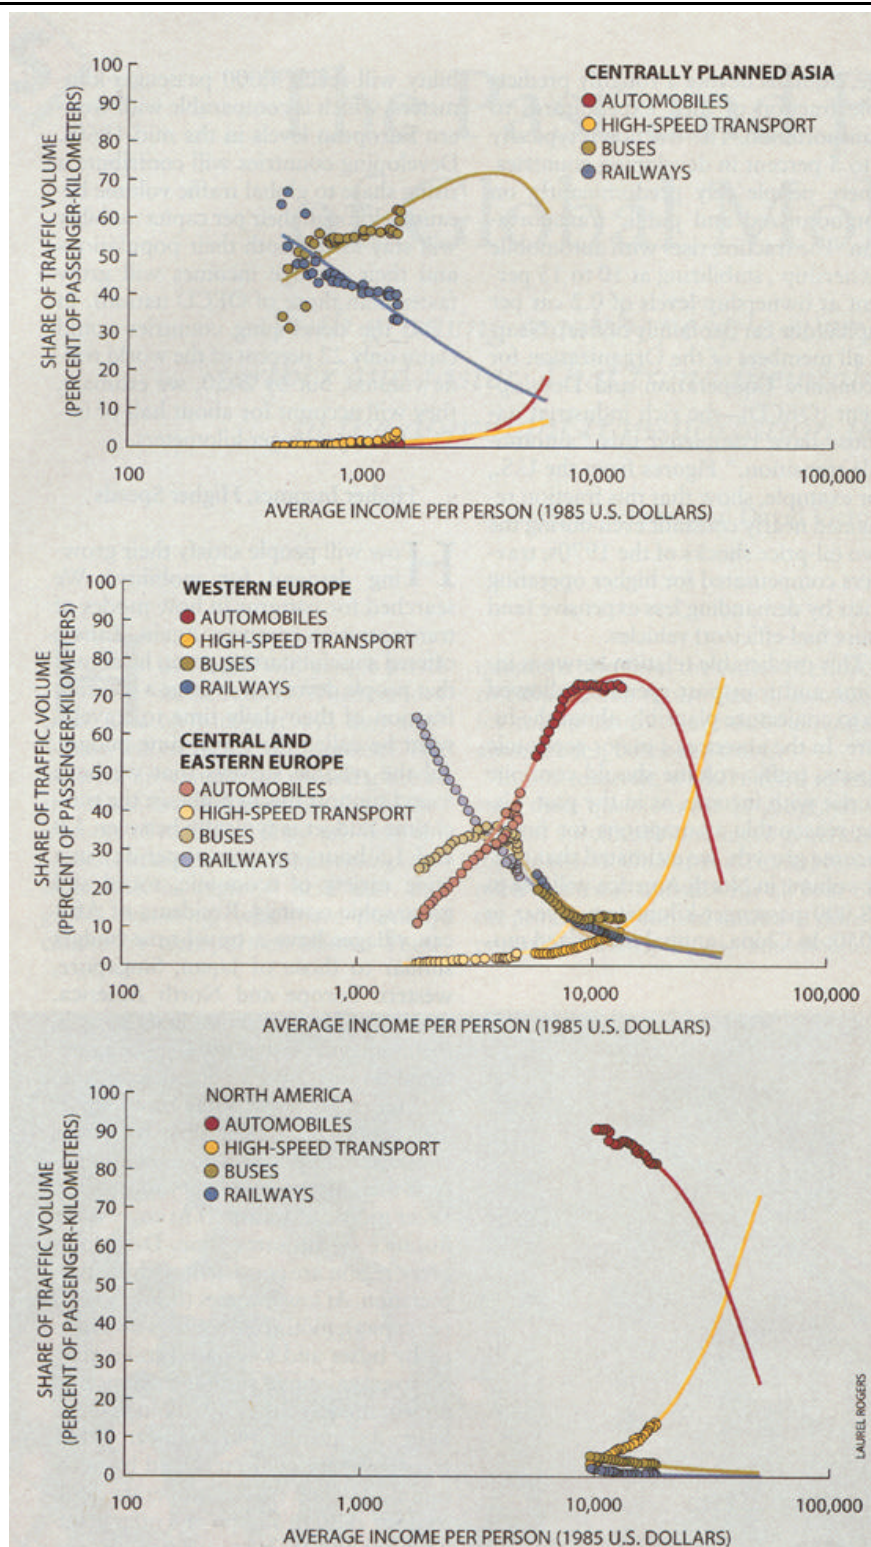 100
90
80
70
60
50
40
30
20
10
0
SHARE OF TRAFFIC VOLUME
(PERCENT OF PASSENGER-KILOMETERS)
CENTRALLY PLANNED ASIA
AUTOMOBILES
HIGH-SPEED TRANSPORT
BUSES
RAILWAYS
100 1,000 10,000 100,000
AVERAGE INCOME PER PERSON (1985 U.S. DOLLARS)
100
90
80
70
60
50
40
30
20
10
0
SHARE OF TRAFFIC VOLUME
(PERCENT OF PASSENGER-KILOMETERS)
WESTERN EUROPE
AUTOMOBILES
HIGH-SPEED TRANSPORT
BUSES
RAILWAYS
CENTRAL AND
EASTERN EUROPE
AUTOMOBILES
HIGH-SPEED TRANSPORT
BUSES
RAILWAYS
100 1,000 10,000 100,000
AVERAGE INCOME PER PERSON (1985 U.S. DOLLARS)
100
90
80
70
60
50
40
30
20
10
0
SHARE OF TRAFFIC VOLUME
(PERCENT OF PASSENGER-KILOMETERS)
NORTH AMERICA
AUTOMOBILES
HIGH-SPEED TRANSPORT
BUSES
RAILWAYS
100 1,000 10,000 100,000
AVERAGE INCOME PER PERSON (1985 U.S. DOLLARS)
LAUREL ROGERS